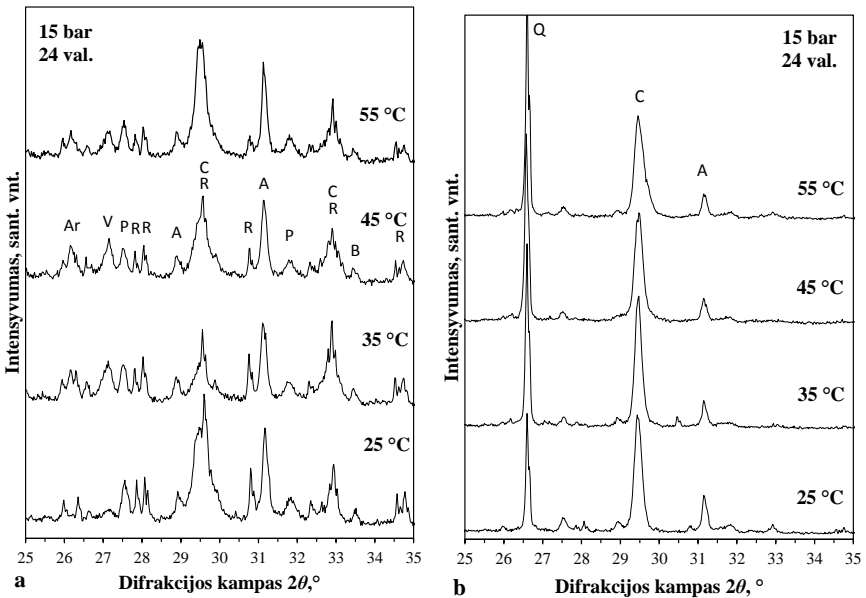 15 bar
24 val.
55 °C
C
R
A
C
R
45 °C
Ar
V
P
R
R
A
R
P
B
R
35 °C
25 °C
25 26 27 28 29 30 31 32 33 34 35
Intensyvumas, sant. vnt.
Difrakcijos kampas 2θ,°
a
15 bar
24 val.
Q
C
A
55 °C
45 °C
35 °C
25 °C
25 26 27 28 29 30 31 32 33 34 35
Intensyvumas, sant. vnt.
Difrakcijos kampas 2θ, °
b